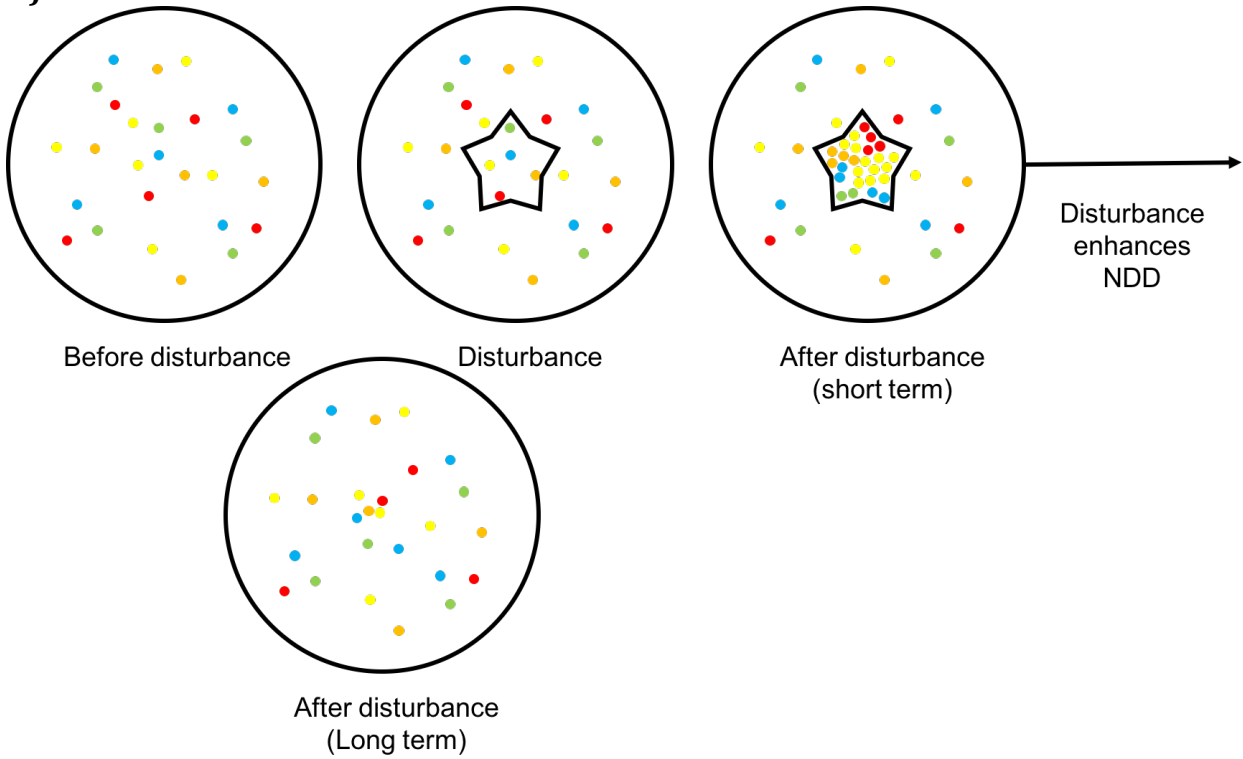 Before disturbance
Disturbance
After disturbance
(short term)
Disturbance
enhances
NDD
After disturbance
(Long term)